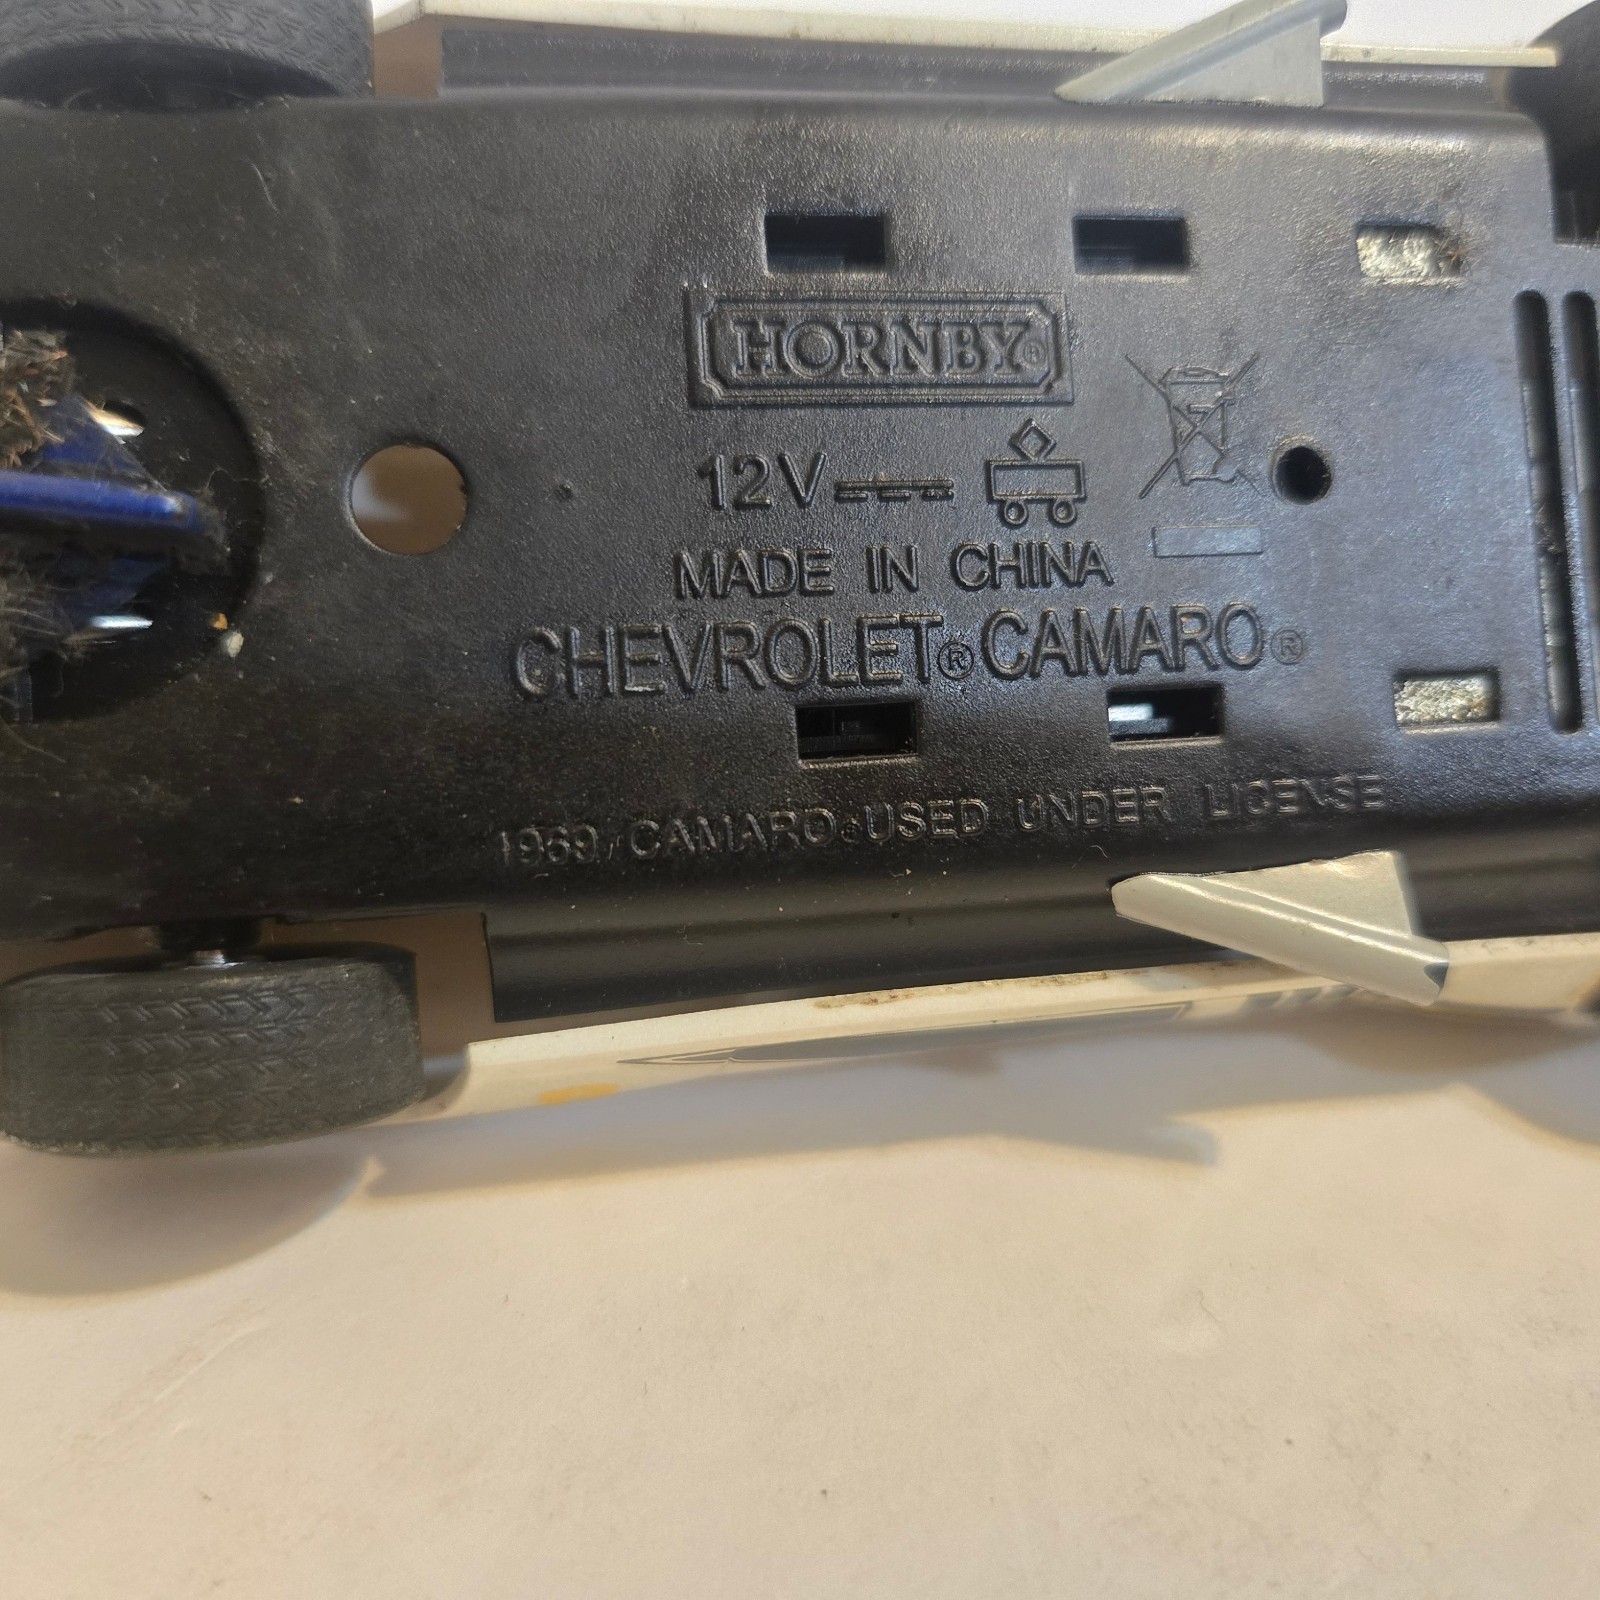 HORNBY®
12V
MADE IN CHINA
CHEVROLET® CAMARO®
1969 CAMARO® USED UNDER LICENSE